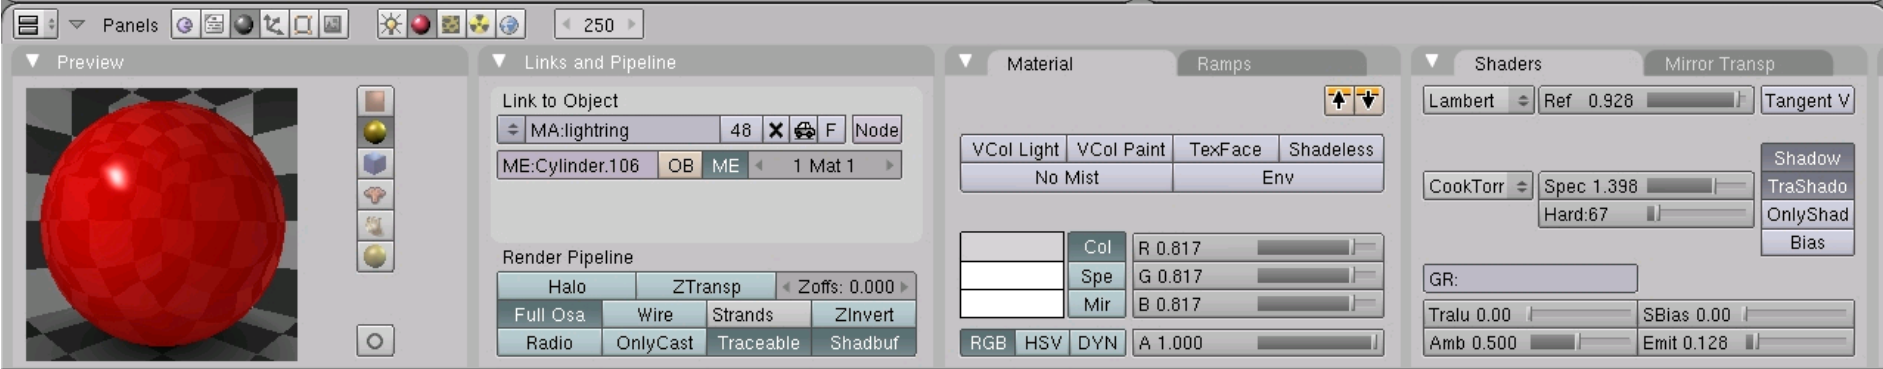 Panels 250
Preview
Links and Pipeline
Link to Object
MA:lightring 48 F Node
ME:Cylinder.106 OB ME 1 Mat 1
Render Pipeline
Halo ZTransp Zoffs: 0.000
Full Osa Wire Strands ZInvert
Radio OnlyCast Traceable Shadbuf
Material Ramps
VCol Light VCol Paint TexFace Shadeless
No Mist Env
Col R 0.817
Spe G 0.817
Mir B 0.817
RGB HSV DYN A 1.000
Shaders Mirror Transp
Lambert Ref 0.928 Tangent V
Shadow
CookTorr Spec 1.398 TraShado
Hard:67 OnlyShad
Bias
GR:
Tralu 0.00 SBias 0.00
Amb 0.500 Emit 0.128